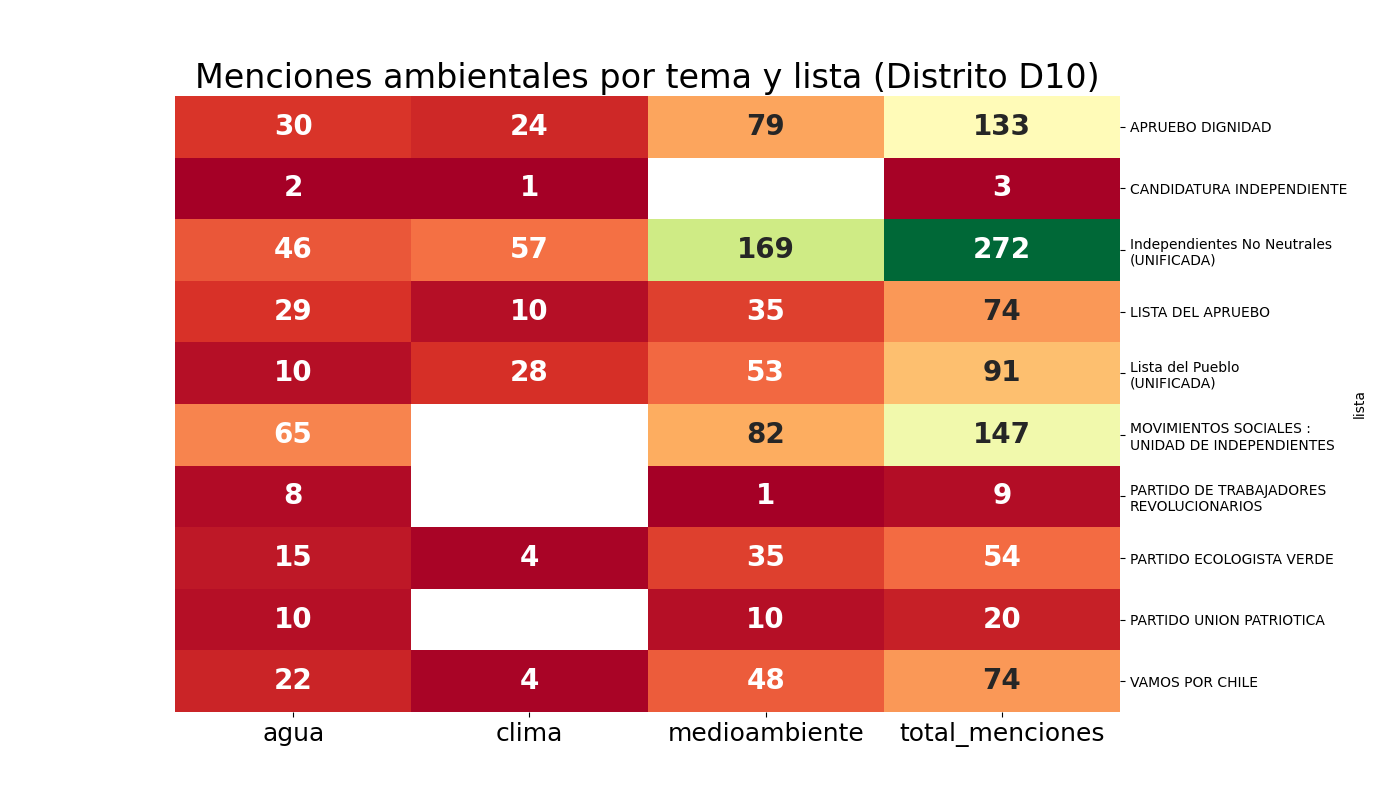 Menciones ambientales por tema y lista (Distrito D10)
30 24 79 133 APRUEBO DIGNIDAD
2 1 3 CANDIDATURA INDEPENDIENTE
46 57 169 272 Independientes No Neutrales
(UNIFICADA)
29 10 35 74 LISTA DEL APRUEBO
10 28 53 91 Lista del Pueblo
(UNIFICADA)
65 82 147 MOVIMIENTOS SOCIALES :
UNIDAD DE INDEPENDIENTES
8 1 9 PARTIDO DE TRABAJADORES
REVOLUCIONARIOS
15 4 35 54 PARTIDO ECOLOGISTA VERDE
10 10 20 PARTIDO UNION PATRIOTICA
22 4 48 74 VAMOS POR CHILE
agua clima medioambiente total_menciones
lista